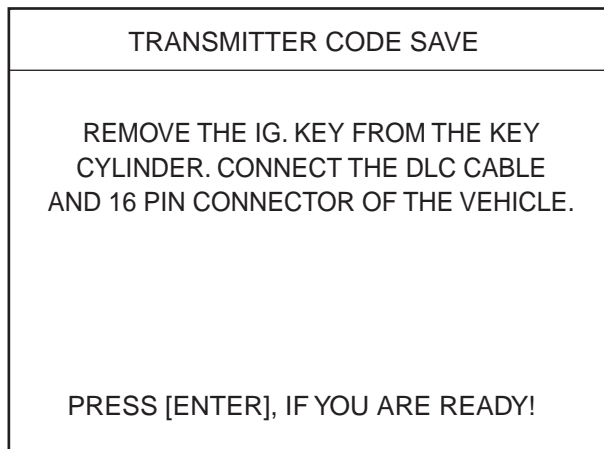 TRANSMITTER CODE SAVE
REMOVE THE IG. KEY FROM THE KEY
CYLINDER. CONNECT THE DLC CABLE
AND 16 PIN CONNECTOR OF THE VEHICLE.
PRESS [ENTER], IF YOU ARE READY!